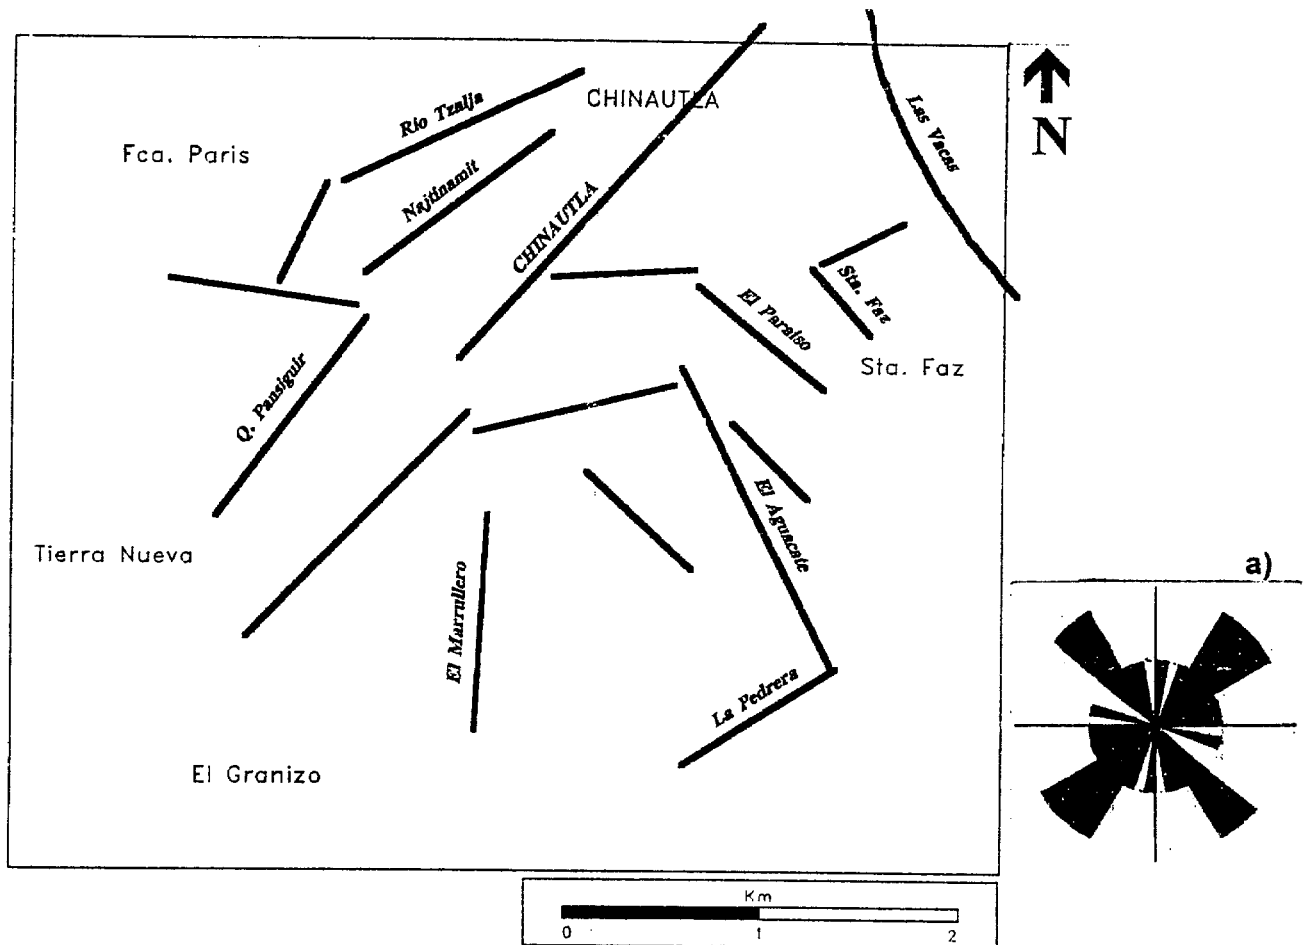 CHINAUTLA
Rio Tzalja
Las Vacas
N
Fca. Paris
Najtinamit
CHINAUTLA
Sta. Faz
El Paraiso
Sta. Faz
Q. Pansiguir
El Aguacate
Tierra Nueva
a)
El Marrullero
La Pedrera
El Granizo
Km
0 1 2